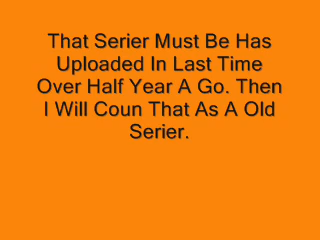 That Serier Must Be Has
Uploaded In Last Time
Over Half Year A Go. Then
I Will Coun That As A Old
Serier.